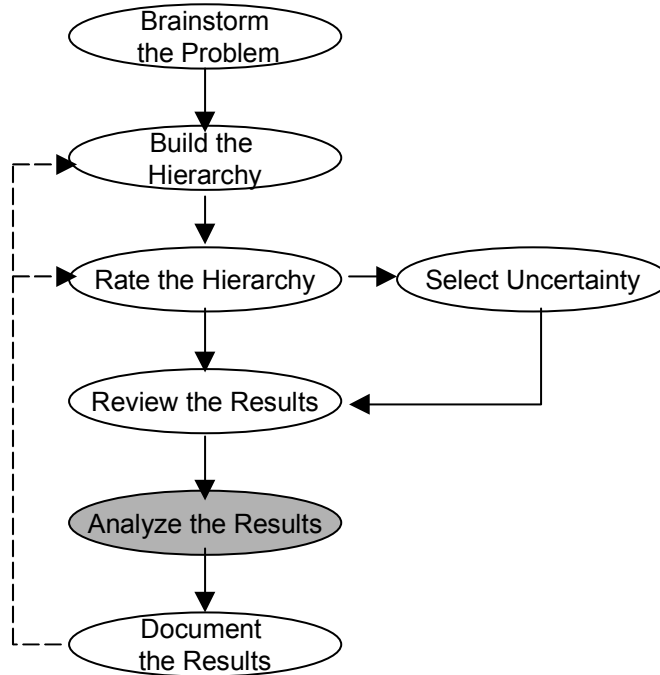 Brainstorm
the Problem
Build the
Hierarchy
Rate the Hierarchy
Select Uncertainty
Review the Results
Analyze the Results
Document
the Results